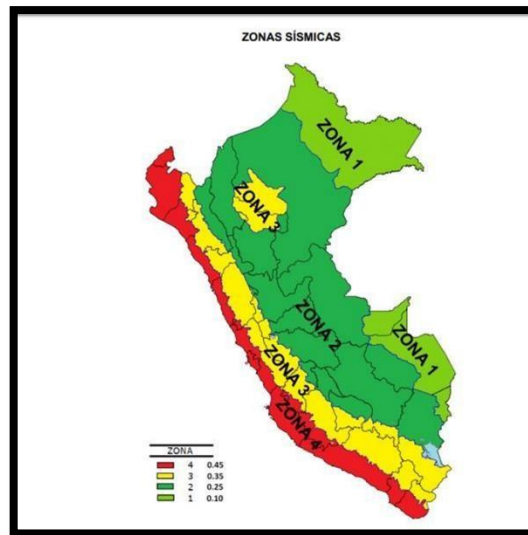 ZONAS SÍSMICAS
ZONA 1
ZONA 3
ZONA 2
ZONA 1
ZONA 3
ZONA 4
ZONA
4 0.45
3 0.35
2 0.25
1 0.10